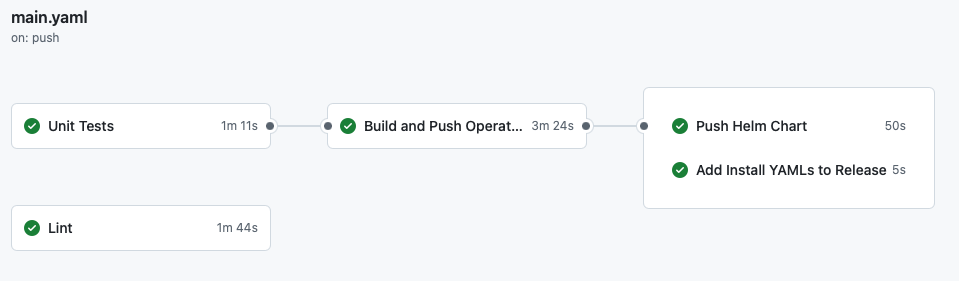 main.yaml
on: push
Unit Tests 1m 11s
Build and Push Operat... 3m 24s
Push Helm Chart 50s
Add Install YAMLs to Release 5s
Lint 1m 44s